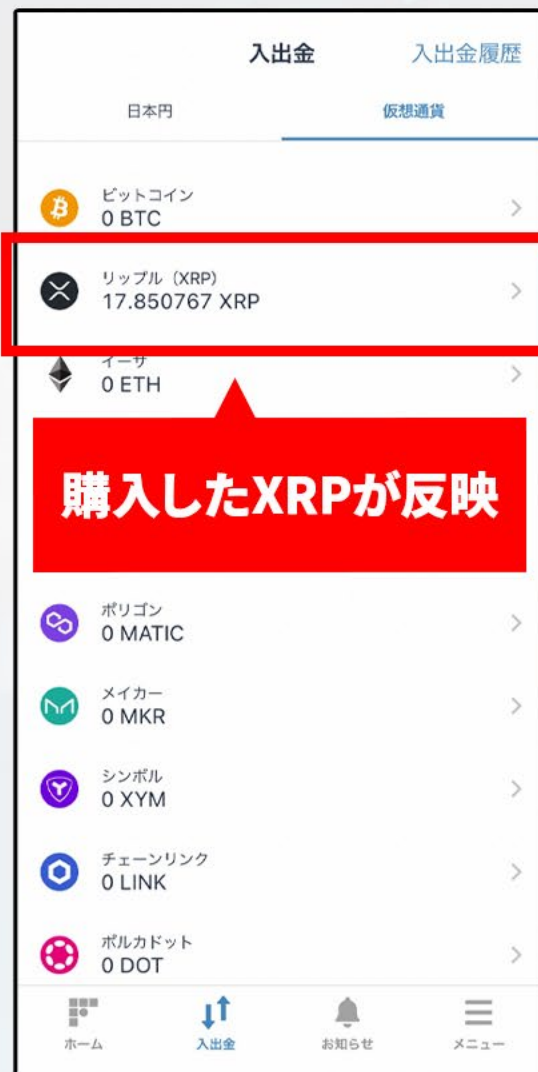 入出金
入出金履歴
日本円
仮想通貨
ビットコイン
0 BTC
リップル（XRP）
17.850767 XRP
イーサ
0 ETH
購入したXRPが反映
ポリゴン
0 MATIC
メイカー
0 MKR
シンボル
0 XYM
チェーンリンク
0 LINK
ポルカドット
0 DOT
ホーム
入出金
お知らせ
メニュー